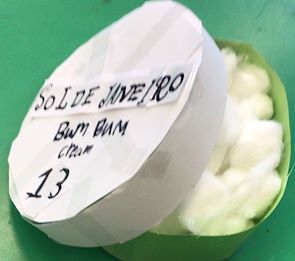 SOL DE JANEIRO
BUM BUM
Cream
13